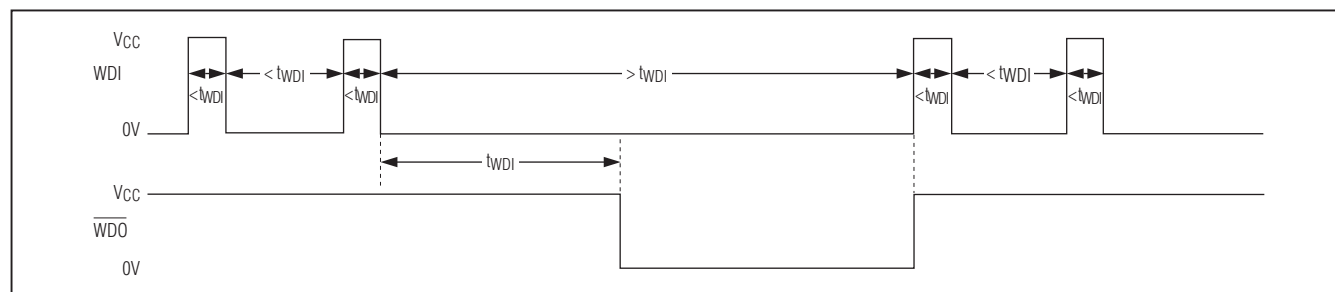 VCC
WDI
< tWDI
> tWDI
< tWDI
<tWDI
<tWDI
<tWDI
<tWDI
0V
tWDI
VCC
WDO
0V